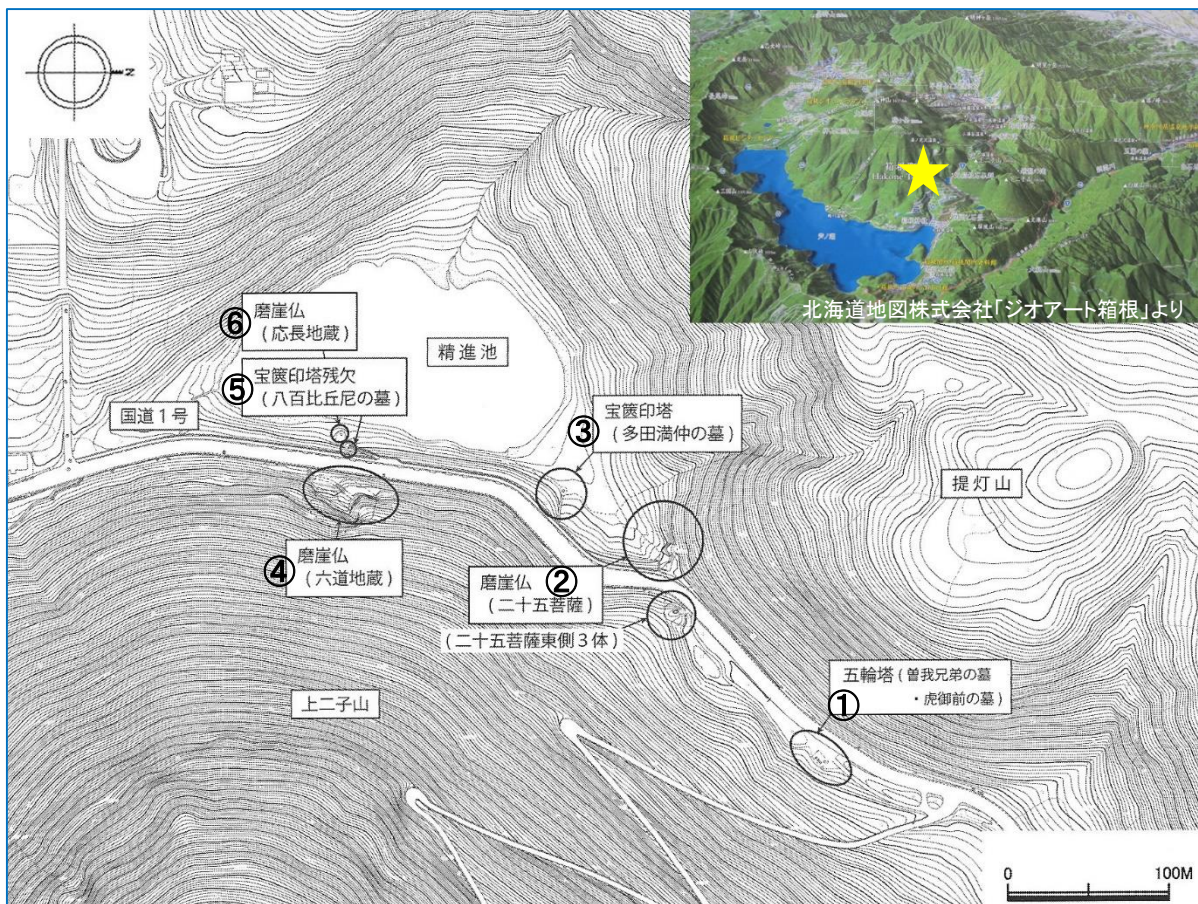 N
北海道地図株式会社「ジオアート箱根」より
⑥
磨崖仏
(応長地蔵)
精進池
⑤
宝篋印塔残欠
(八百比丘尼の墓)
国道1号
③
宝篋印塔
(多田満仲の墓)
提灯山
④
磨崖仏
(六道地蔵)
②
磨崖仏
(二十五菩薩)
(二十五菩薩東側3体)
上二子山
①
五輪塔(曽我兄弟の墓
・虎御前の墓)
0 100M